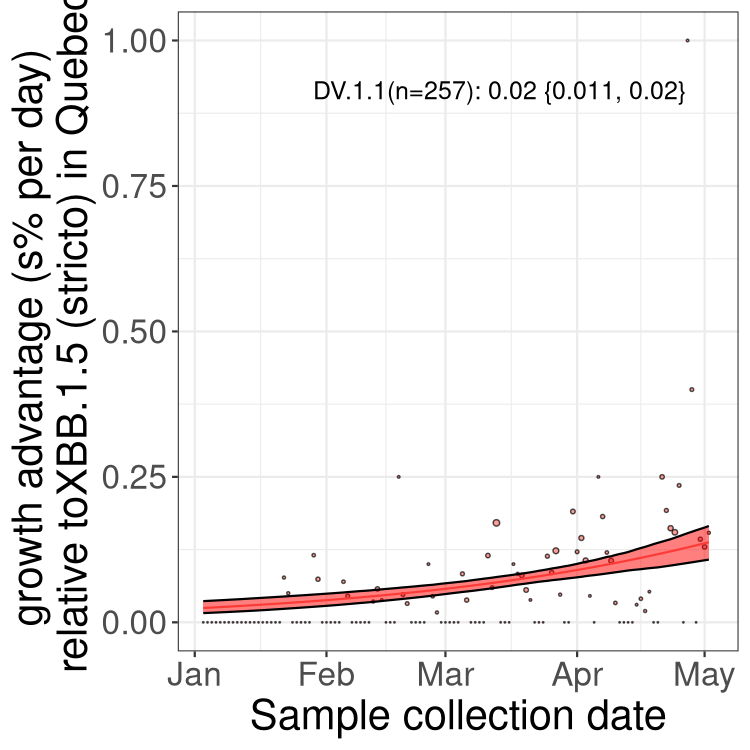 growth advantage (s% per day)
relative toXBB.1.5 (stricto) in Quebec
1.00
0.75
0.50
0.25
0.00
DV.1.1(n=257): 0.02 {0.011, 0.02}
Jan Feb Mar Apr May
Sample collection date